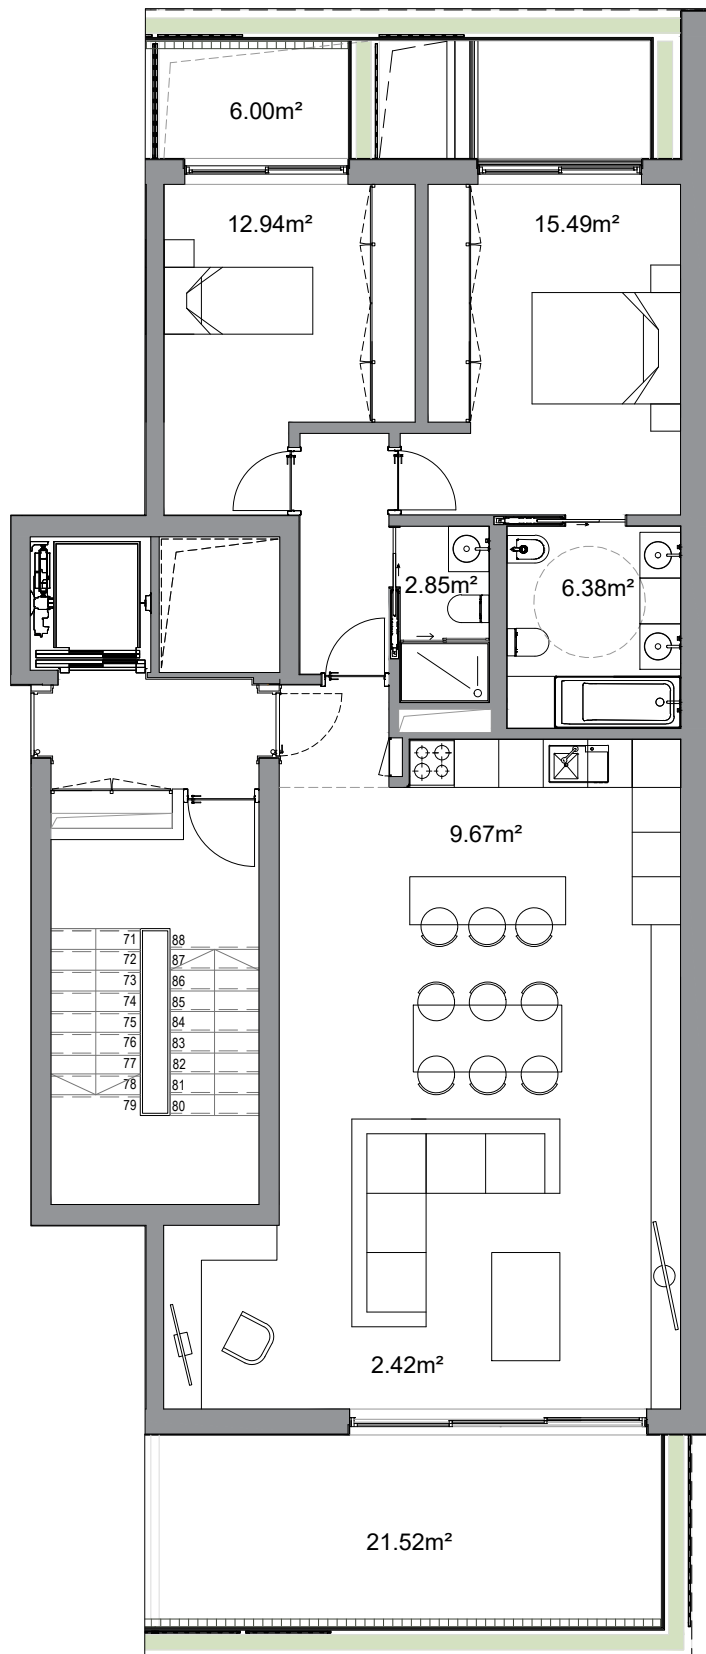 6.00m²
12.94m²
15.49m²
2.85m²
6.38m²
9.67m²
71 88
72 87
73 86
74 85
75 84
76 83
77 82
78 81
79 80
2.42m²
21.52m²